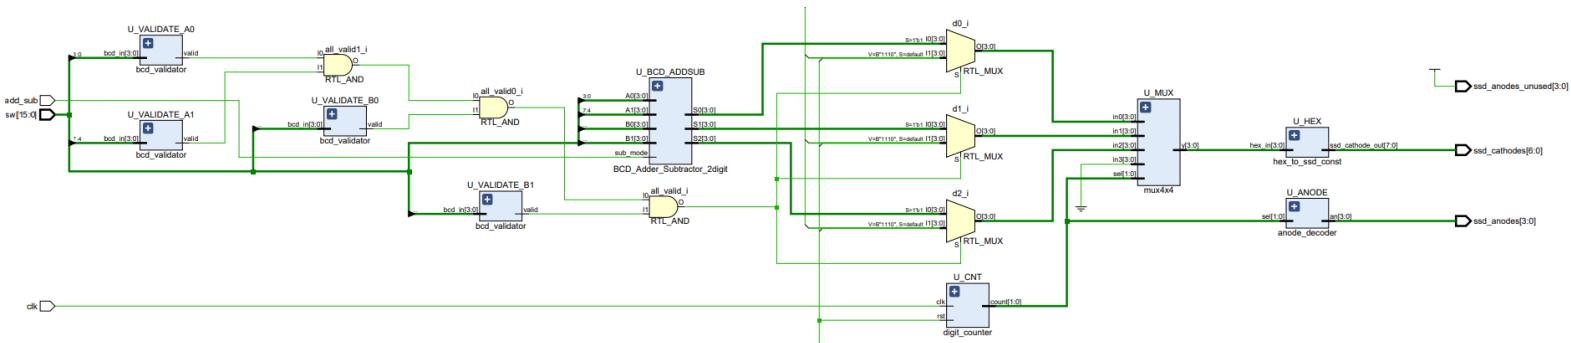 U_VALIDATE_A0
bcd_in[3:0]
valid
bcd_validator
all_valid1_i
I0
I1
O
RTL_AND
add_sub
sw[15:0]
3:0
7:4
U_VALIDATE_A1
bcd_in[3:0]
valid
bcd_validator
U_VALIDATE_B0
bcd_in[3:0]
valid
bcd_validator
all_valid0_i
I0
I1
O
RTL_AND
U_VALIDATE_B1
bcd_in[3:0]
valid
bcd_validator
all_valid_i
I0
I1
O
RTL_AND
U_BCD_ADDSUB
3:0
7:4
A0[3:0]
A1[3:0]
B0[3:0]
B1[3:0]
sub_mode
S0[3:0]
S1[3:0]
S2[3:0]
BCD_Adder_Subtractor_2digit
d0_i
S=1'b1 I0[3:0]
V=B"1110", S=default I1[3:0]
O[3:0]
S
RTL_MUX
d1_i
S=1'b1 I0[3:0]
V=B"1110", S=default I1[3:0]
O[3:0]
S
RTL_MUX
d2_i
S=1'b1 I0[3:0]
V=B"1110", S=default I1[3:0]
O[3:0]
S
RTL_MUX
clk
U_CNT
clk
rst
count[1:0]
digit_counter
U_MUX
in0[3:0]
in1[3:0]
in2[3:0]
in3[3:0]
sel[1:0]
y[3:0]
mux4x4
U_HEX
hex_in[3:0]
ssd_cathode_out[7:0]
hex_to_ssd_const
U_ANODE
sel[1:0]
an[3:0]
anode_decoder
ssd_anodes_unused[3:0]
ssd_cathodes[6:0]
ssd_anodes[3:0]